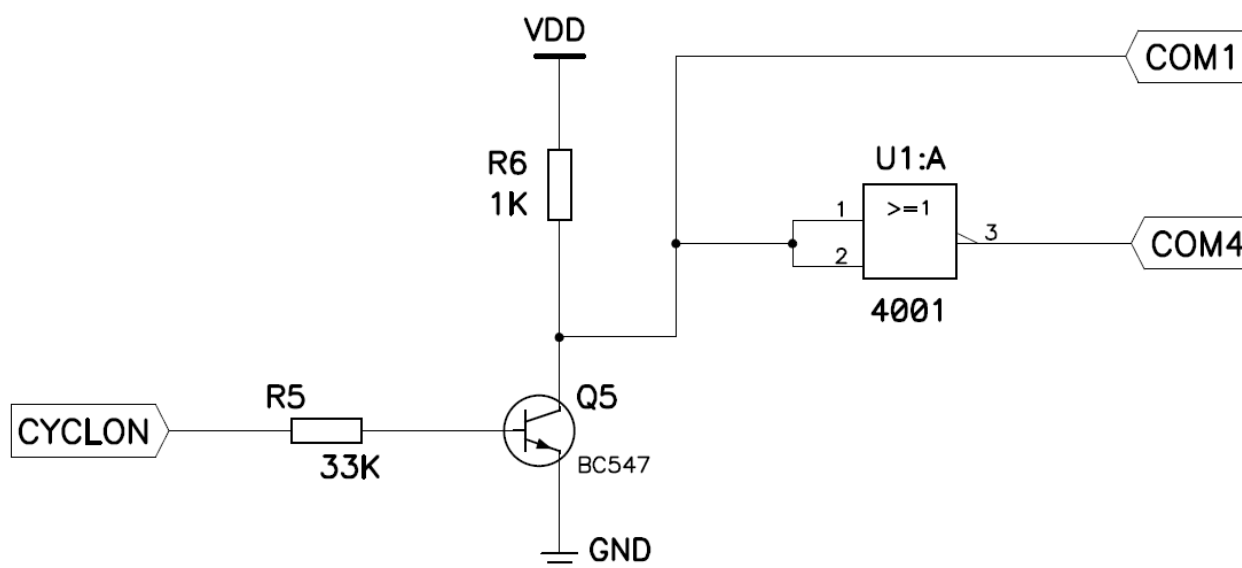 VDD
COM1
R6
1K
U1:A
1
>=1
2
3
COM4
4001
R5
Q5
CYCLON
33K
BC547
GND